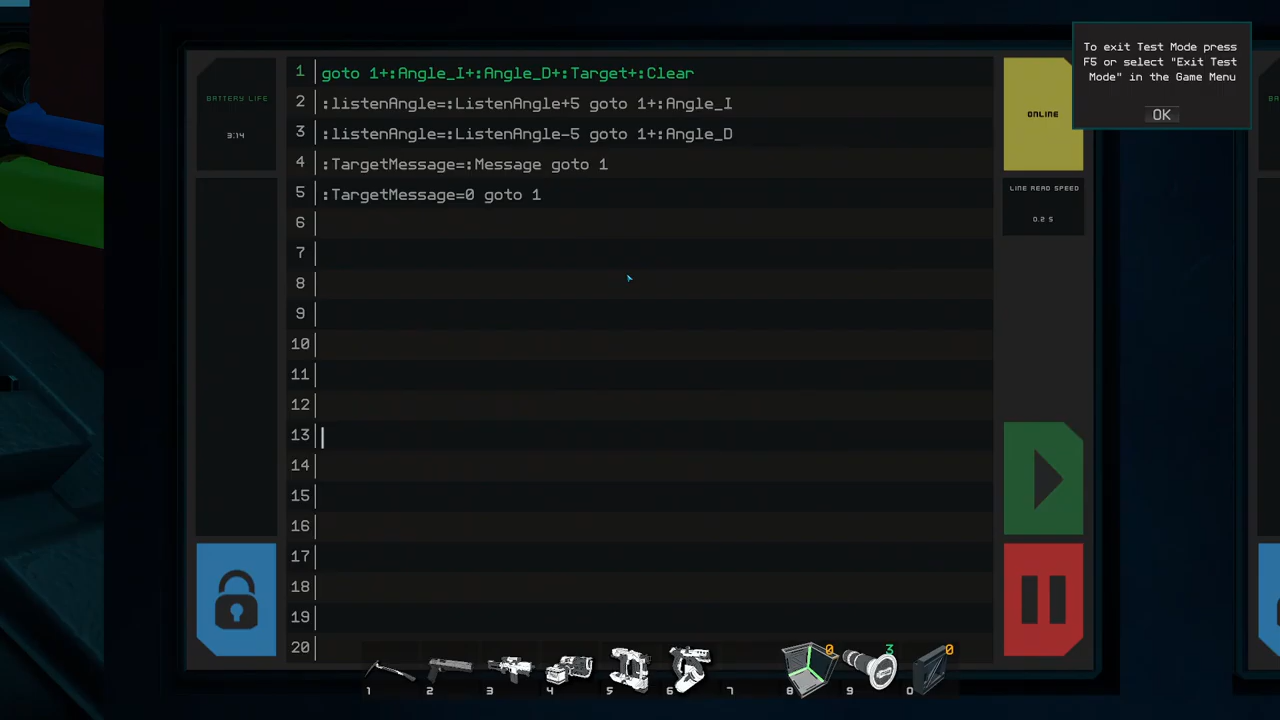 To exit Test Mode press
F5 or select "Exit Test
Mode" in the Game Menu
OK
BATTERY LIFE
3:14
ONLINE
LINE READ SPEED
0.2 S
1 goto 1+:Angle_I+:Angle_D+:Target+:Clear
2 :listenAngle=:ListenAngle+5 goto 1+:Angle_I
3 :listenAngle=:ListenAngle-5 goto 1+:Angle_D
4 :TargetMessage=:Message goto 1
5 :TargetMessage=0 goto 1
6
7
8
9
10
11
12
13
14
15
16
17
18
19
20
0 3 0
1 2 3 4 5 6 7 8 9 0